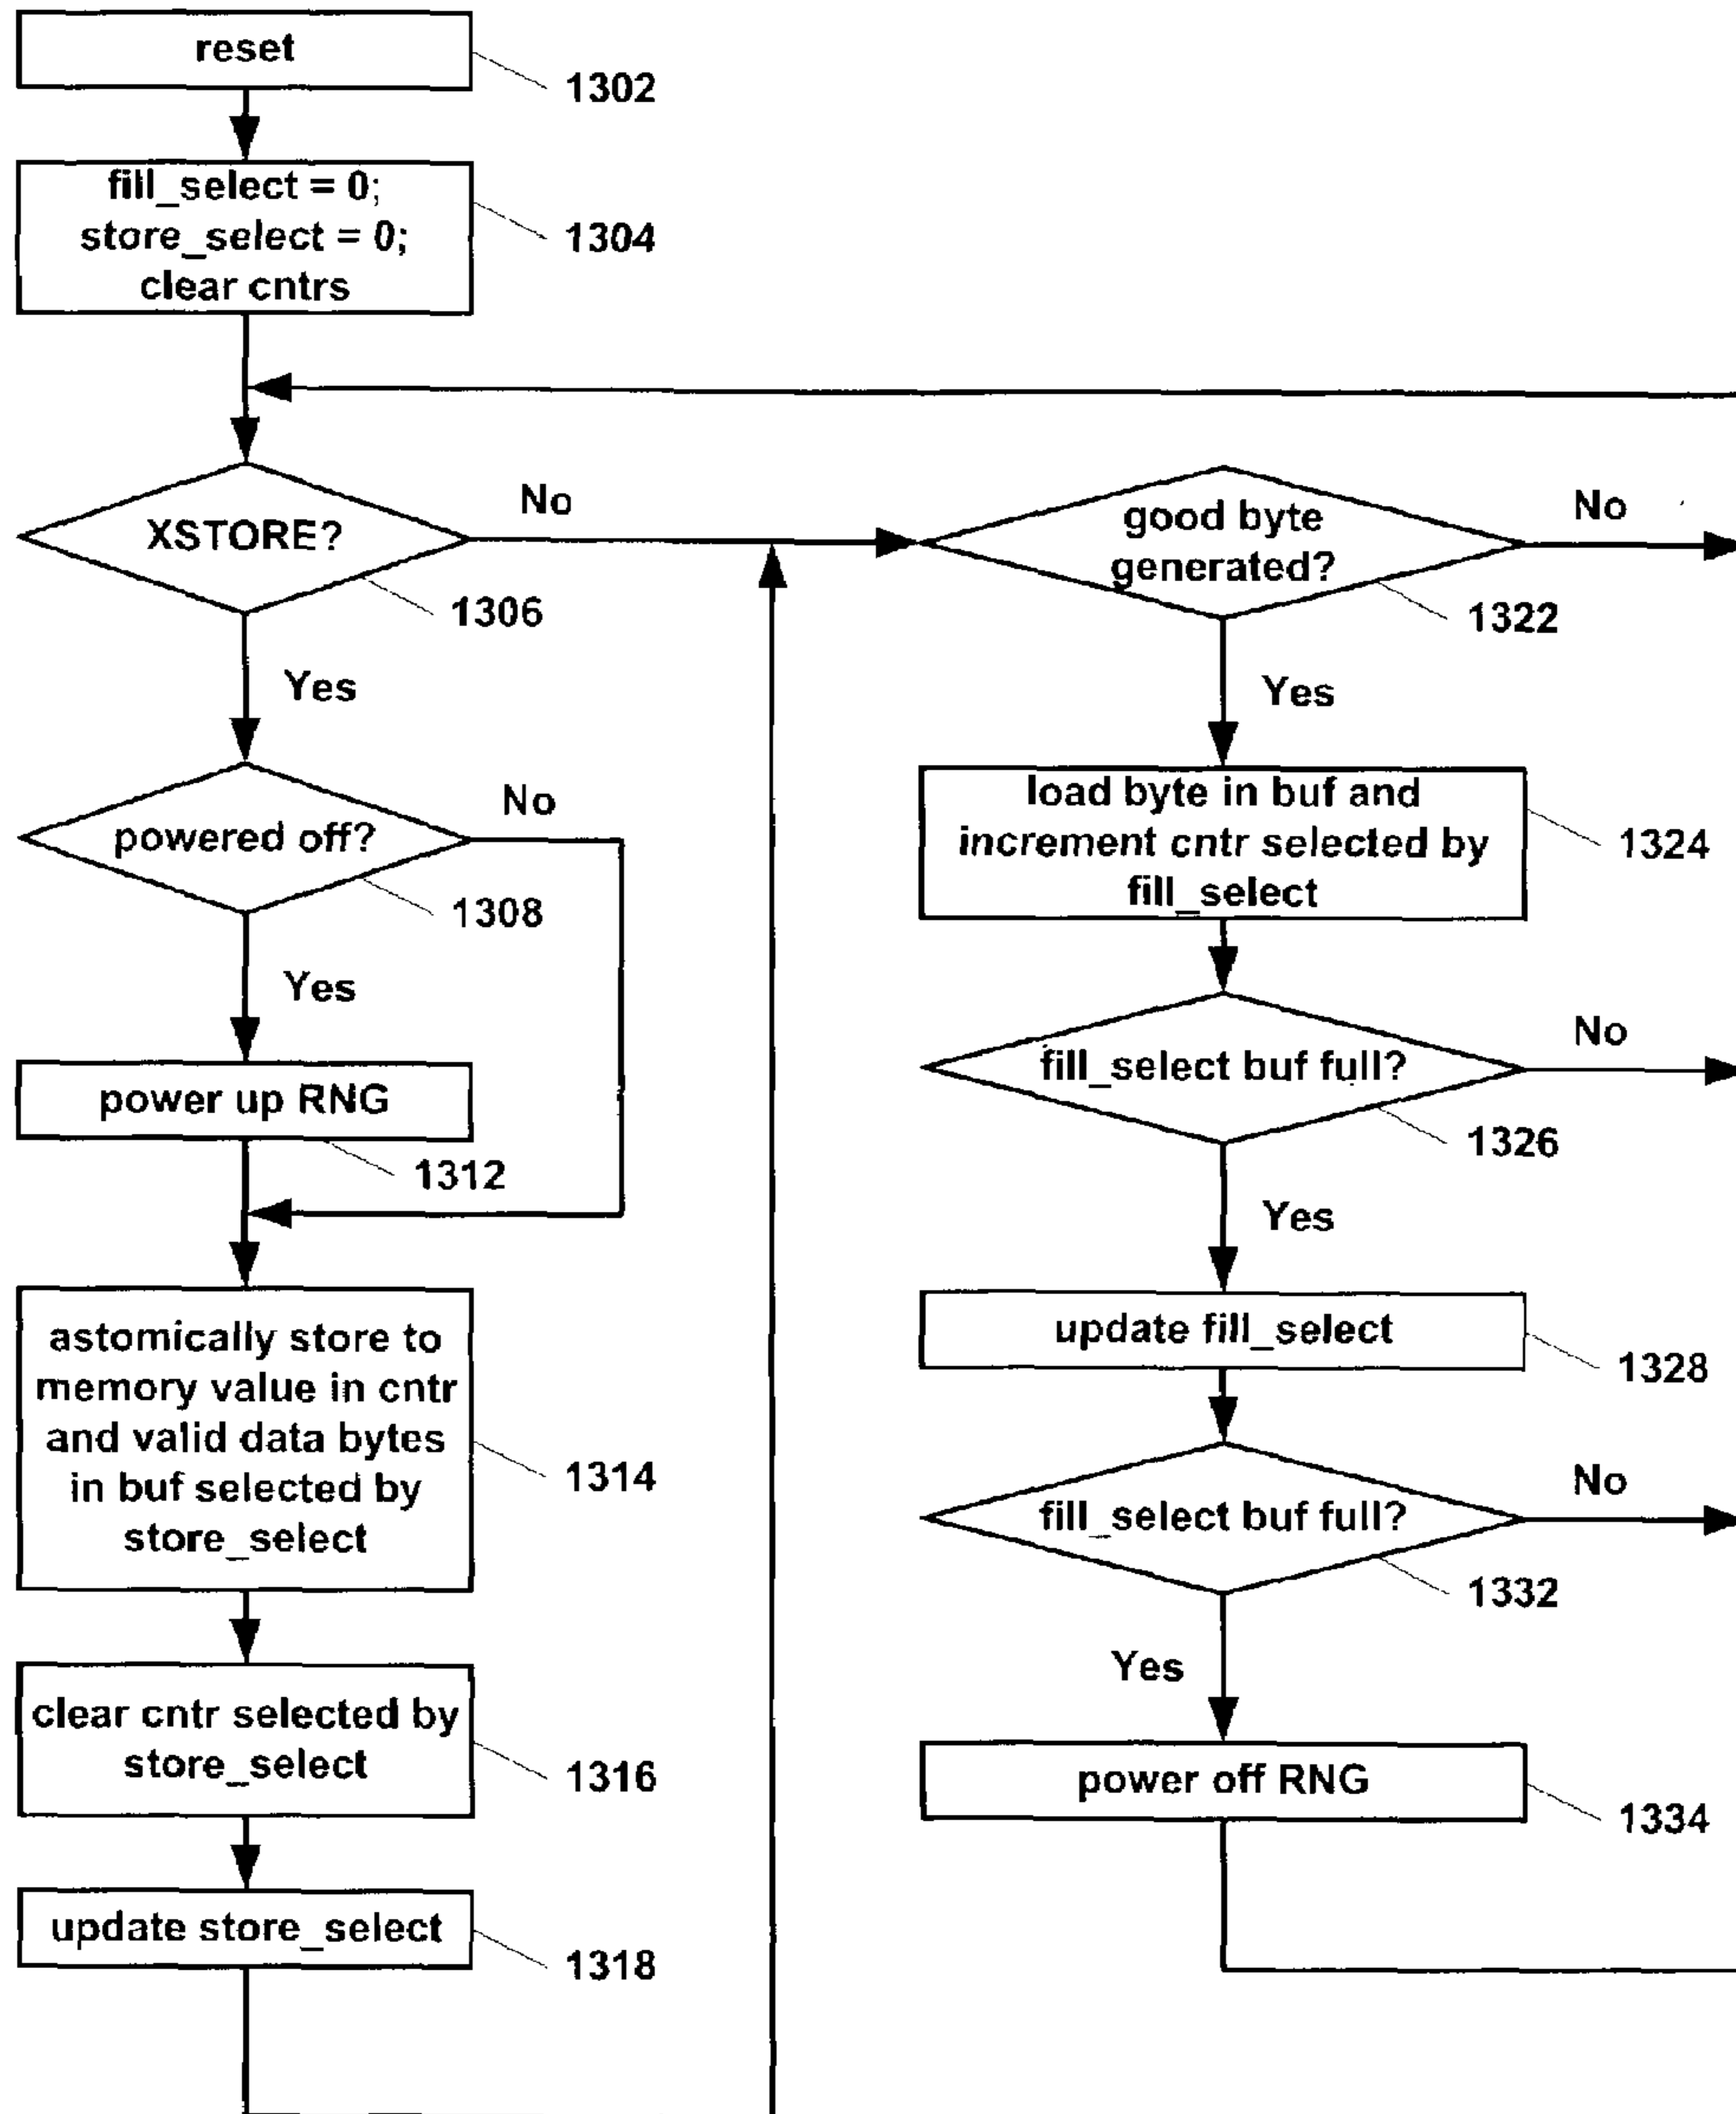 reset
1302
fill_select = 0;
store_select = 0;
clear cntrs
1304
XSTORE?
No
1306
Yes
powered off?
No
1308
Yes
power up RNG
1312
astomically store to
memory value in cntr
and valid data bytes
in buf selected by
store_select
1314
clear cntr selected by
store_select
1316
update store_select
1318
good byte
generated?
No
1322
Yes
load byte in buf and
increment cntr selected by
fill_select
1324
fill_select buf full?
No
1326
Yes
update fill_select
1328
fill_select buf full?
No
1332
Yes
power off RNG
1334